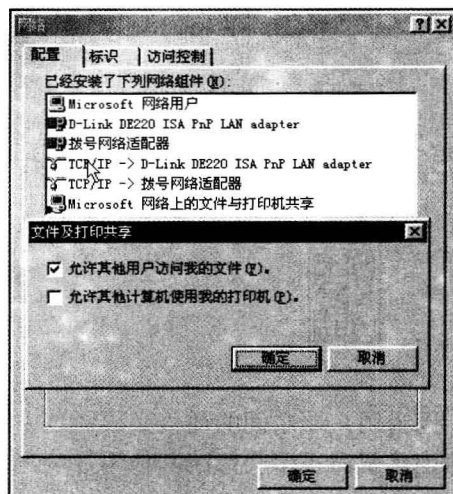 网络
配置 标识 访问控制
已经安装了下列网络组件(N):
Microsoft 网络用户
D-Link DE220 ISA PnP LAN adapter
拨号网络适配器
TCP/IP -> D-Link DE220 ISA PnP LAN adapter
TCP/IP -> 拨号网络适配器
Microsoft 网络上的文件与打印机共享
文件及打印共享
允许其他用户访问我的文件(F)。
允许其他计算机使用我的打印机(P)。
确定 取消
确定 取消